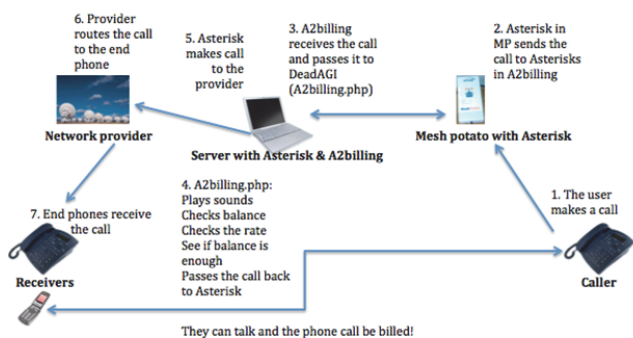 6. Provider
routes the call
to the end
phone
Network provider
5. Asterisk
makes call
to the
provider
3. A2billing
receives the call
and passes it to
DeadAGI
(A2billing.php)
Server with Asterisk & A2billing
2. Asterisk in
MP sends the
call to Asterisks
in A2billing
Mesh potato with Asterisk
1. The user
makes a call
Caller
4. A2billing.php:
Plays sounds
Checks balance
Checks the rate
See if balance is
enough
Passes the call back
to Asterisk
7. End phones receive
the call
Receivers
They can talk and the phone call be billed!